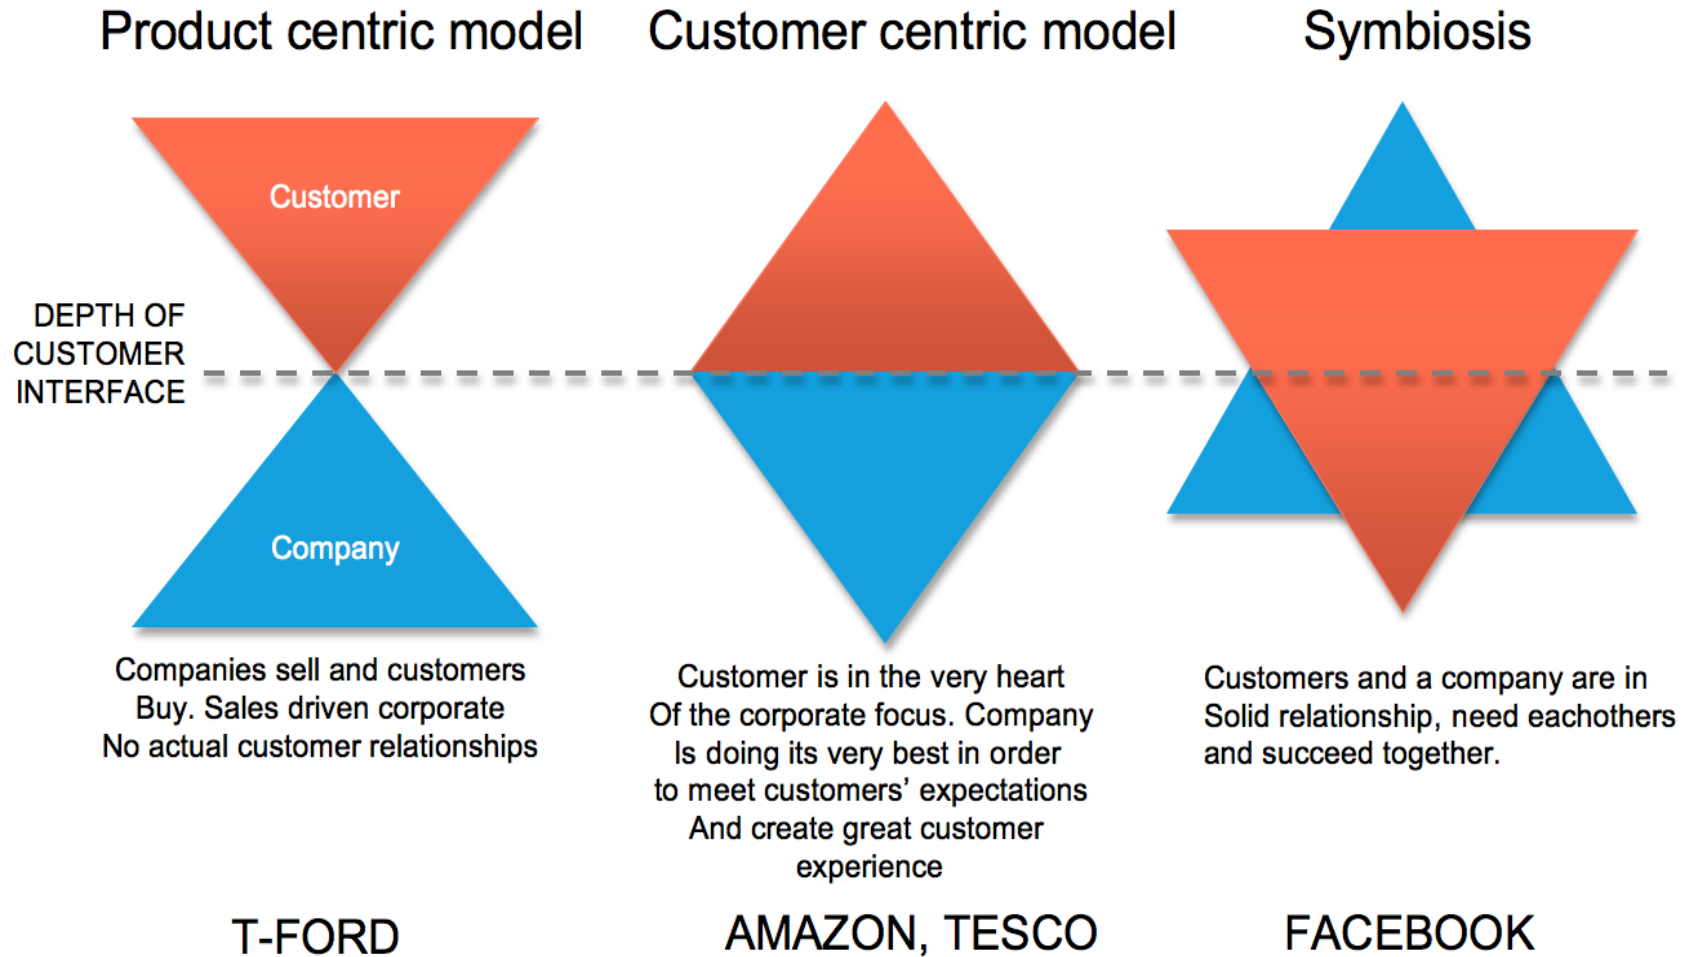 Product centric model
Customer centric model
Symbiosis
Customer
DEPTH OF
CUSTOMER
INTERFACE
Company
Companies sell and customers
Buy. Sales driven corporate
No actual customer relationships
Customer is in the very heart
Of the corporate focus. Company
Is doing its very best in order
to meet customers’ expectations
And create great customer
experience
Customers and a company are in
Solid relationship, need eachothers
and succeed together.
T-FORD
AMAZON, TESCO
FACEBOOK